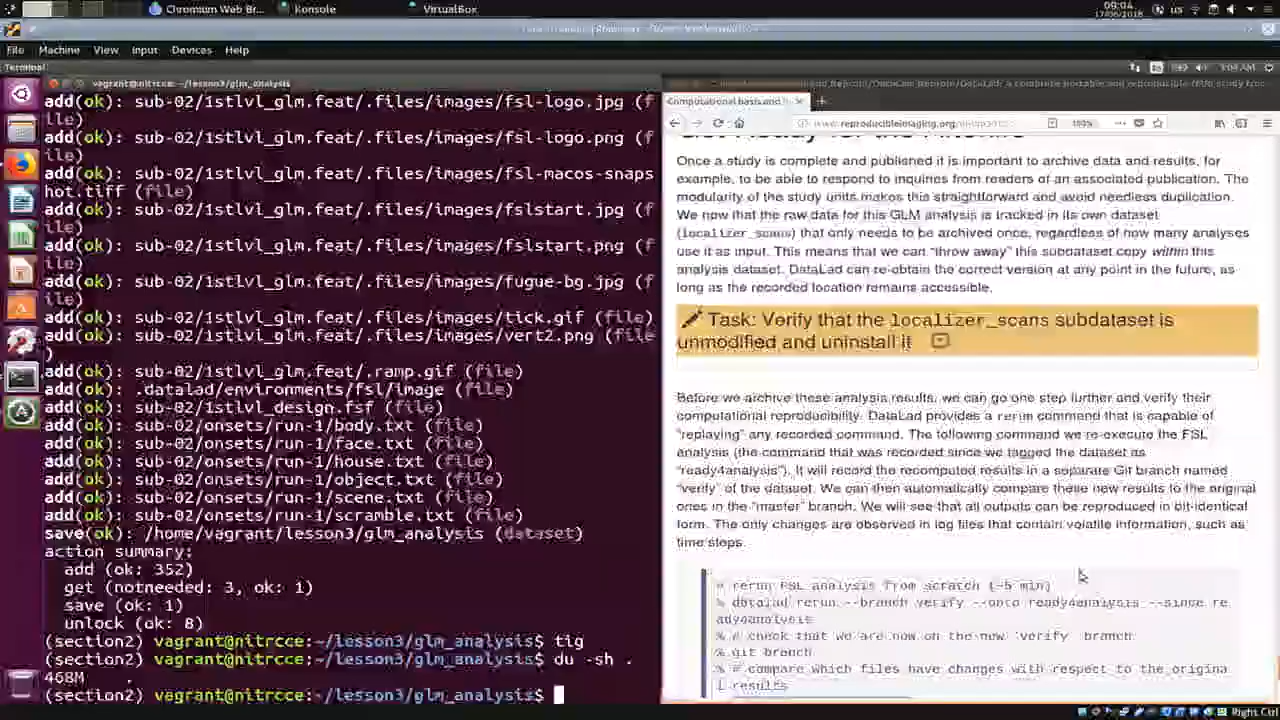 Chromium Web Br...
Konsole
VirtualBox
09:04
17/06/2018
File Machine View Input Devices Help
Terminal
vagrant@nitrcce: ~/lesson3/glm_analysis
add(ok): sub-02/1stlvl_glm.feat/.files/images/fsl-logo.jpg (f
add(ok): sub-02/1stlvl_glm.feat/.files/images/fsl-logo.png (f
ile)
add(ok): sub-02/1stlvl_glm.feat/.files/images/fsl-macos-snaps
hot.tiff (file)
add(ok): sub-02/1stlvl_glm.feat/.files/images/fslstart.jpg (f
ile)
add(ok): sub-02/1stlvl_glm.feat/.files/images/fslstart.png (f
ile)
add(ok): sub-02/1stlvl_glm.feat/.files/images/fugue-bg.jpg (f
ile)
add(ok): sub-02/1stlvl_glm.feat/.files/images/tick.gif (file)
add(ok): sub-02/1stlvl_glm.feat/.files/images/vert2.png (file
)
add(ok): sub-02/1stlvl_glm.feat/.ramp.gif (file)
add(ok): .datalad/environments/fsl/image (file)
add(ok): sub-02/1stlvl_design.fsf (file)
add(ok): sub-02/onsets/run-1/body.txt (file)
add(ok): sub-02/onsets/run-1/face.txt (file)
add(ok): sub-02/onsets/run-1/house.txt (file)
add(ok): sub-02/onsets/run-1/object.txt (file)
add(ok): sub-02/onsets/run-1/scene.txt (file)
add(ok): sub-02/onsets/run-1/scramble.txt (file)
save(ok): /home/vagrant/lesson3/glm_analysis (dataset)
action summary:
add (ok: 352)
get (notneeded: 3, ok: 1)
save (ok: 1)
unlock (ok: 8)
(section2) vagrant@nitrcce:~/lesson3/glm_analysis$ tig
(section2) vagrant@nitrcce:~/lesson3/glm_analysis$ du -sh .
468M .
(section2) vagrant@nitrcce:~/lesson3/glm_analysis$
Computational basis and
www.reproducibleimaging.org
Once a study is complete and published it is important to archive data and results, for
example, to be able to respond to inquiries from readers of an associated publication. The
modularity of the study units makes this straightforward and avoid needless duplication.
We now that the raw data for this GLM analysis is tracked in its own dataset
(localizer_scans) that only needs to be archived once, regardless of how many analyses
use it as input. This means that we can “throw away” this subdataset copy within this
analysis dataset. DataLad can re-obtain the correct version at any point in the future, as
long as the recorded location remains accessible.
Task: Verify that the localizer_scans subdataset is
unmodified and uninstall it
Before we archive these analysis results, we can go one step further and verify their
computational reproducibility. DataLad provides a rerun command that is capable of
“replaying” any recorded command. The following command we re-execute the FSL
analysis (the command that was recorded since we tagged the dataset as
“ready4analysis”). It will record the recomputed results in a separate Git branch named
“verify” of the dataset. We can then automatically compare these new results to the original
ones in the “master” branch. We will see that all outputs can be reproduced in bit-identical
form. The only changes are observed in log files that contain volatile information, such as
time steps.
# rerun FSL analysis from scratch (~5 min)
% datalad rerun --branch verify --onto ready4analysis --since re
ady4analysis
% # check that we are now on the new `verify` branch
% git branch
% # compare which files have changes with respect to the origina
l results
Right Ctrl